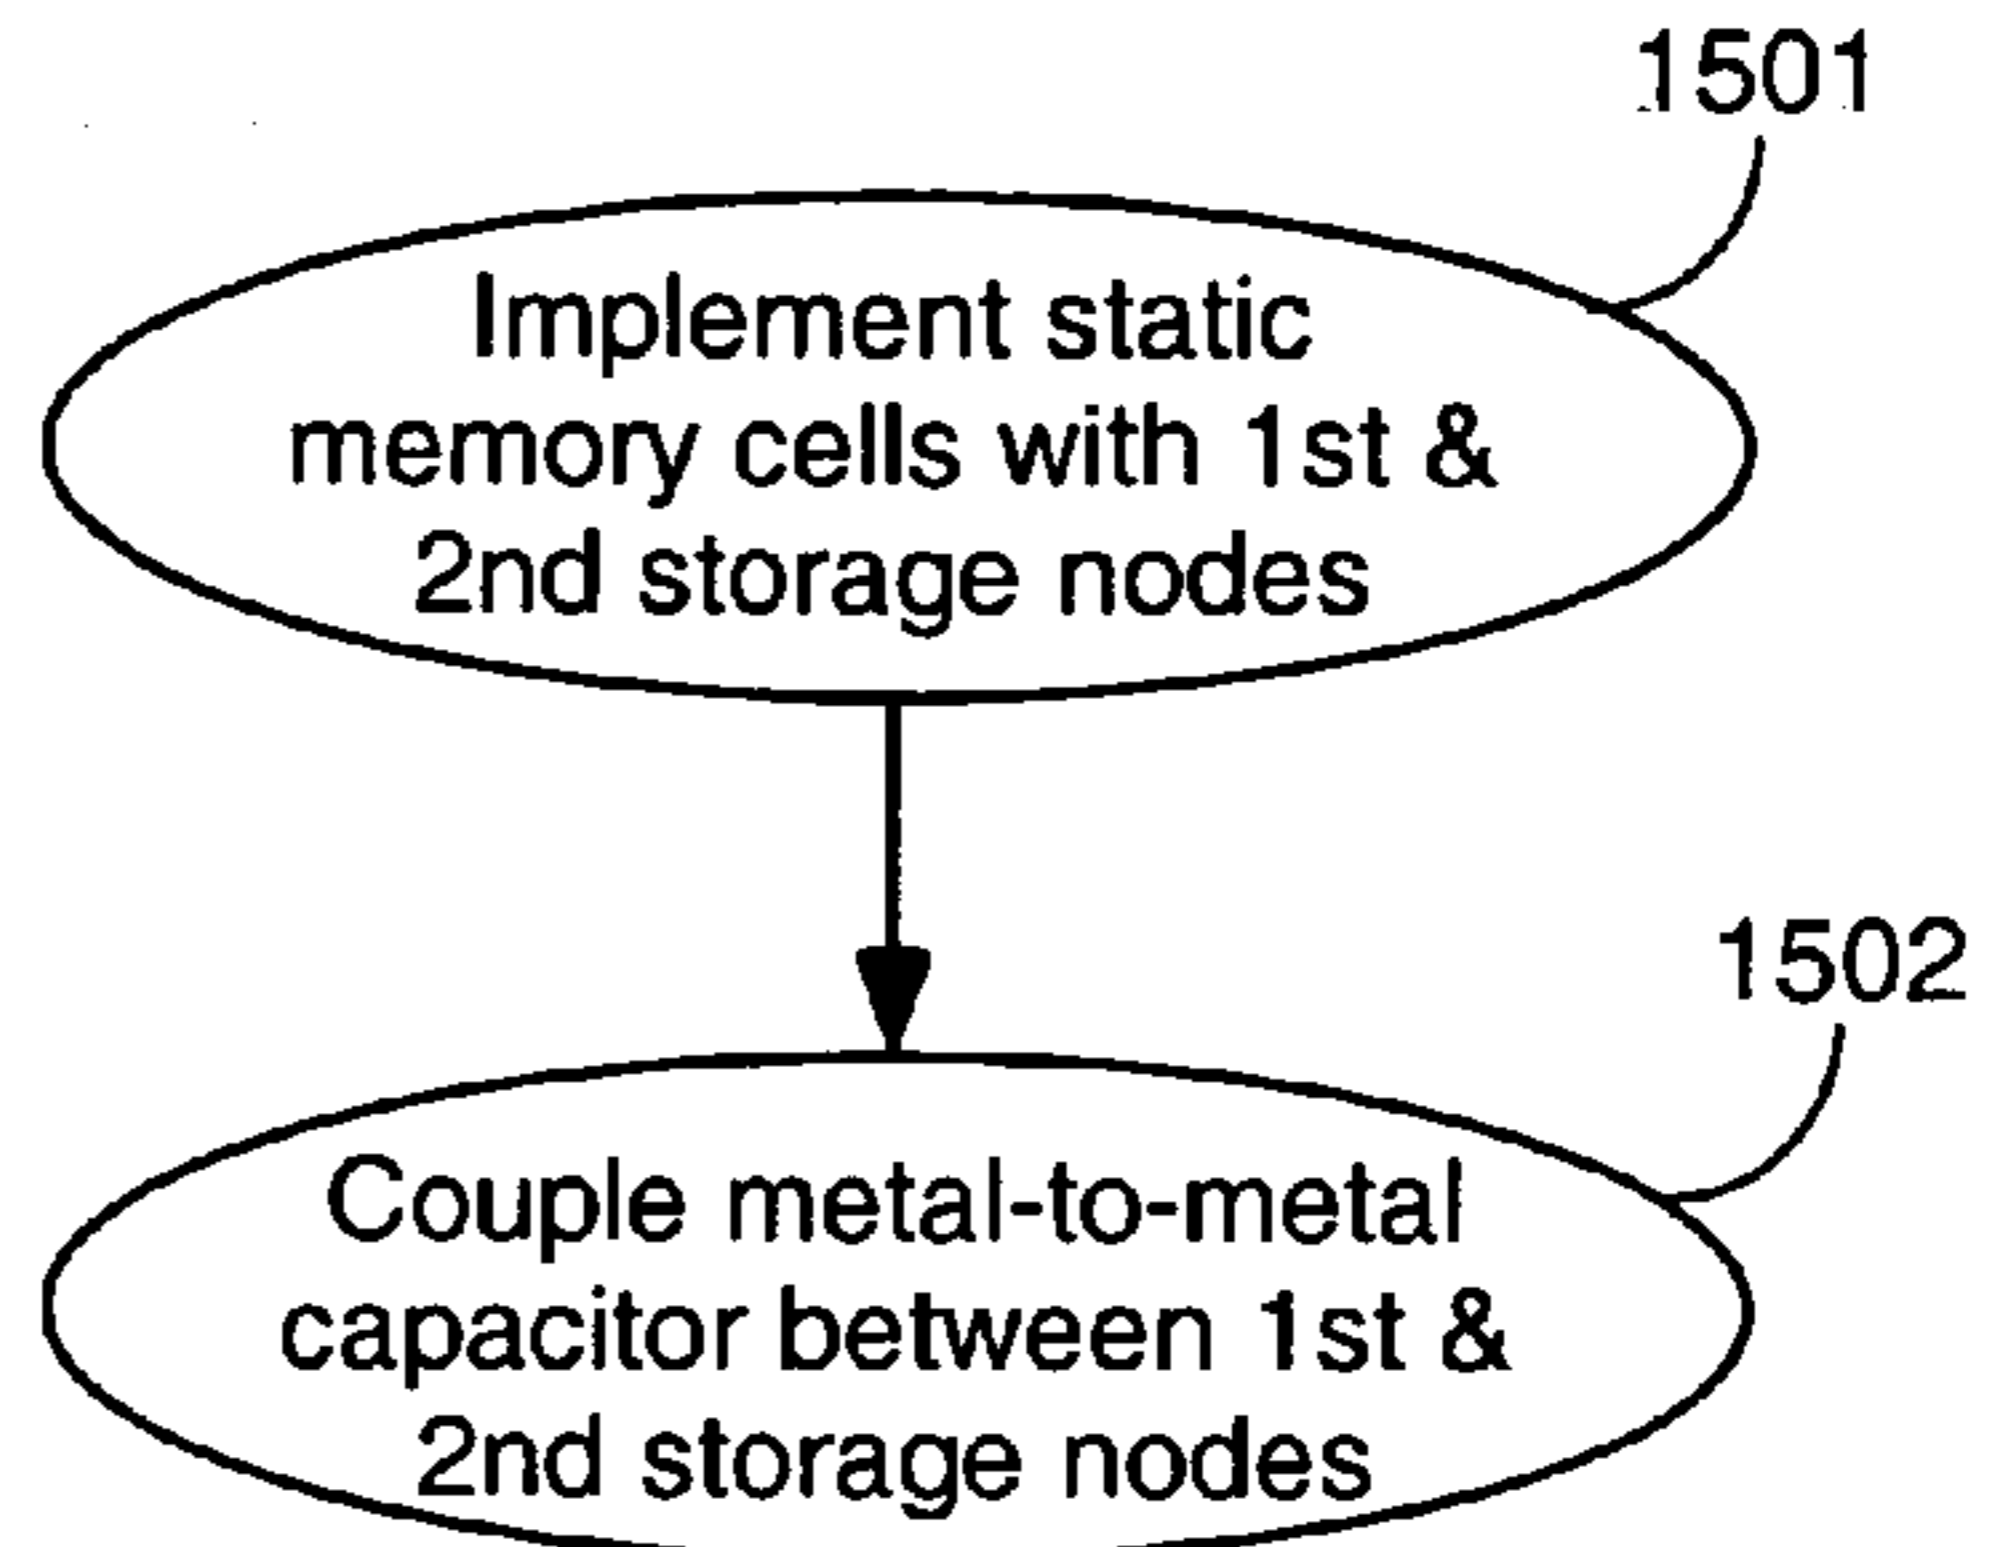 1501
Implement static
memory cells with 1st &
2nd storage nodes
1502
Couple metal-to-metal
capacitor between 1st &
2nd storage nodes